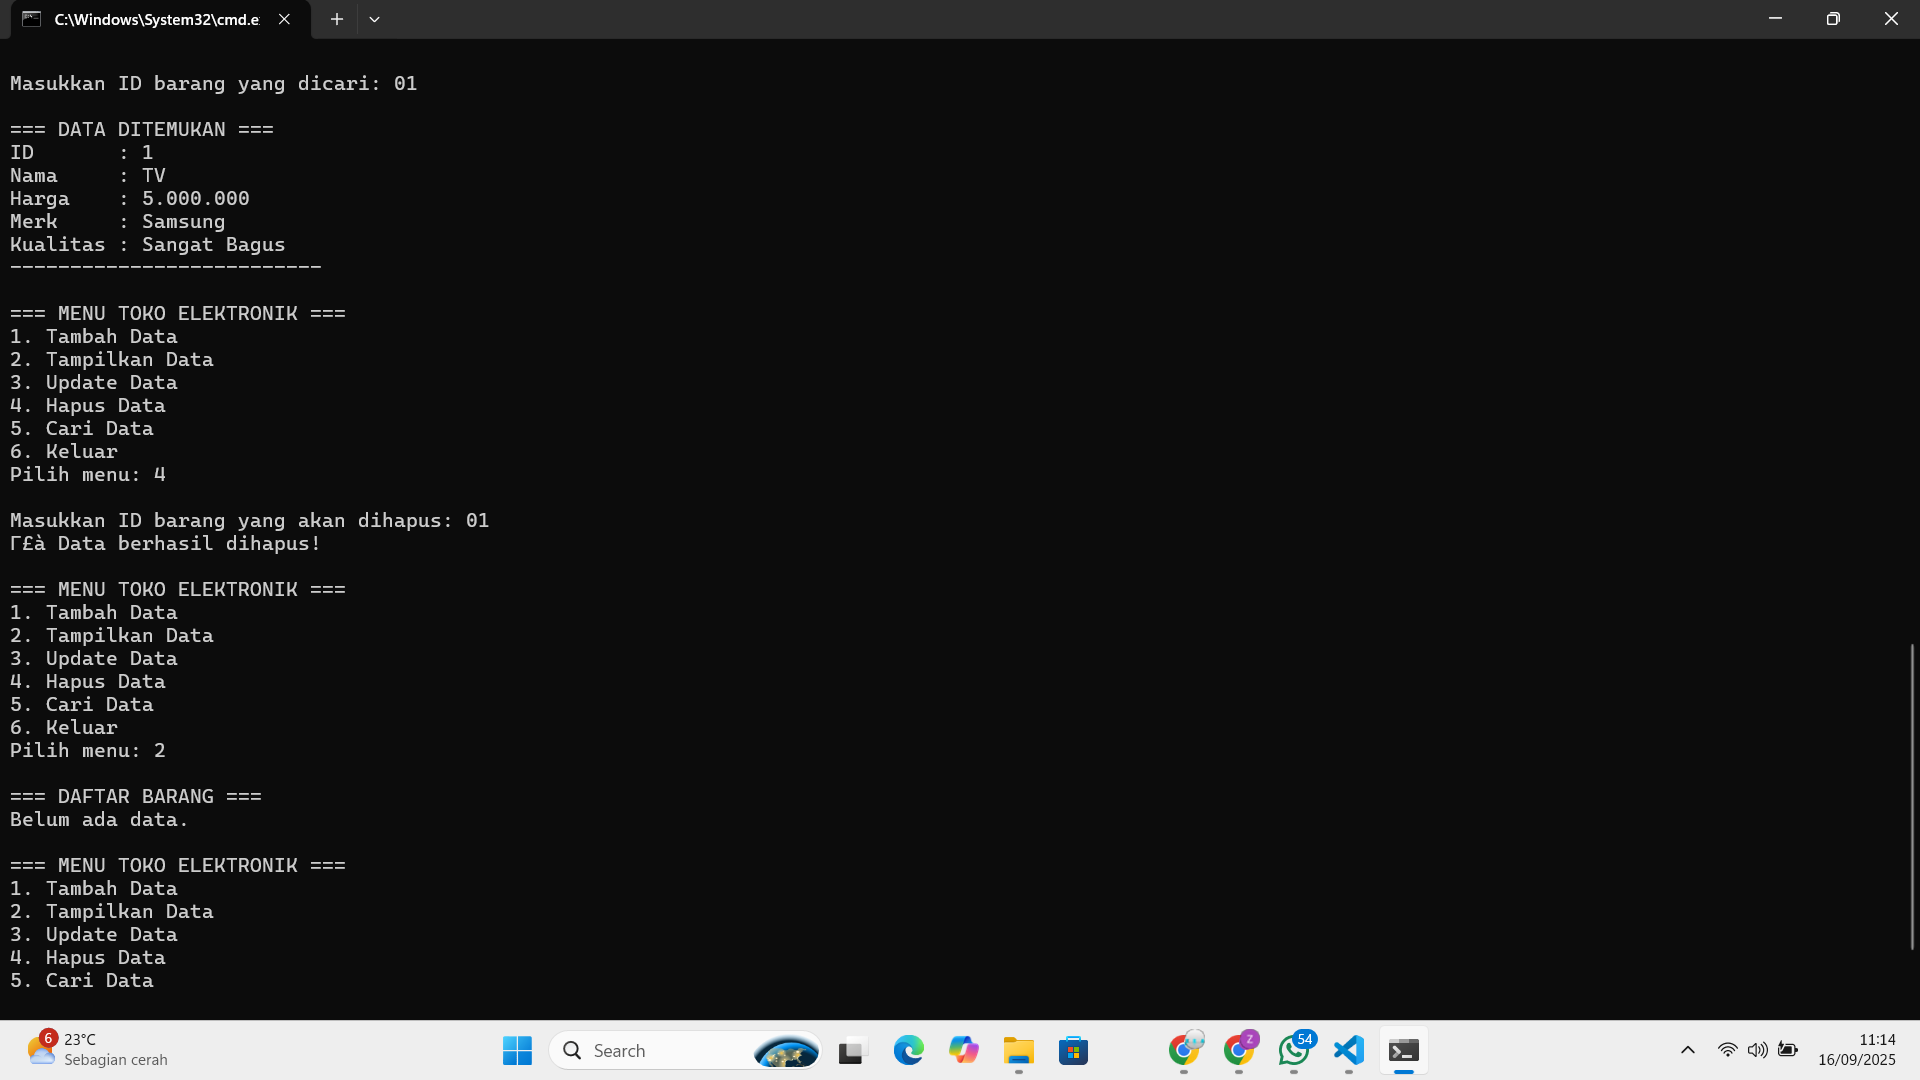 C:\Windows\System32\cmd.e
Masukkan ID barang yang dicari: 01
=== DATA DITEMUKAN ===
ID       : 1
Nama     : TV
Harga    : 5.000.000
Merk     : Samsung
Kualitas : Sangat Bagus
--------------------------
=== MENU TOKO ELEKTRONIK ===
1. Tambah Data
2. Tampilkan Data
3. Update Data
4. Hapus Data
5. Cari Data
6. Keluar
Pilih menu: 4
Masukkan ID barang yang akan dihapus: 01
Γ£à Data berhasil dihapus!
=== MENU TOKO ELEKTRONIK ===
1. Tambah Data
2. Tampilkan Data
3. Update Data
4. Hapus Data
5. Cari Data
6. Keluar
Pilih menu: 2
=== DAFTAR BARANG ===
Belum ada data.
=== MENU TOKO ELEKTRONIK ===
1. Tambah Data
2. Tampilkan Data
3. Update Data
4. Hapus Data
5. Cari Data
6
23°C
Sebagian cerah
Search
Z
54
11:14
16/09/2025